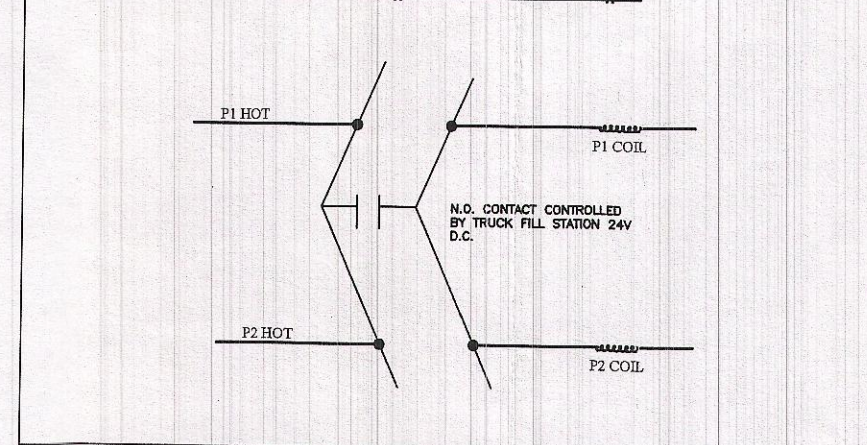 P1 HOT
P1 COIL
N.O. CONTACT CONTROLLED
BY TRUCK FILL STATION 24V
D.C.
P2 HOT
P2 COIL